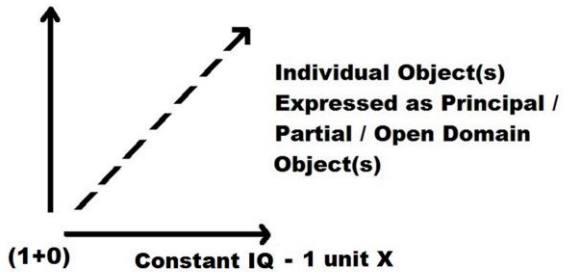 Individual Object(s)
Expressed as Principal /
Partial / Open Domain
Object(s)
(1+0)
Constant IQ - 1 unit X